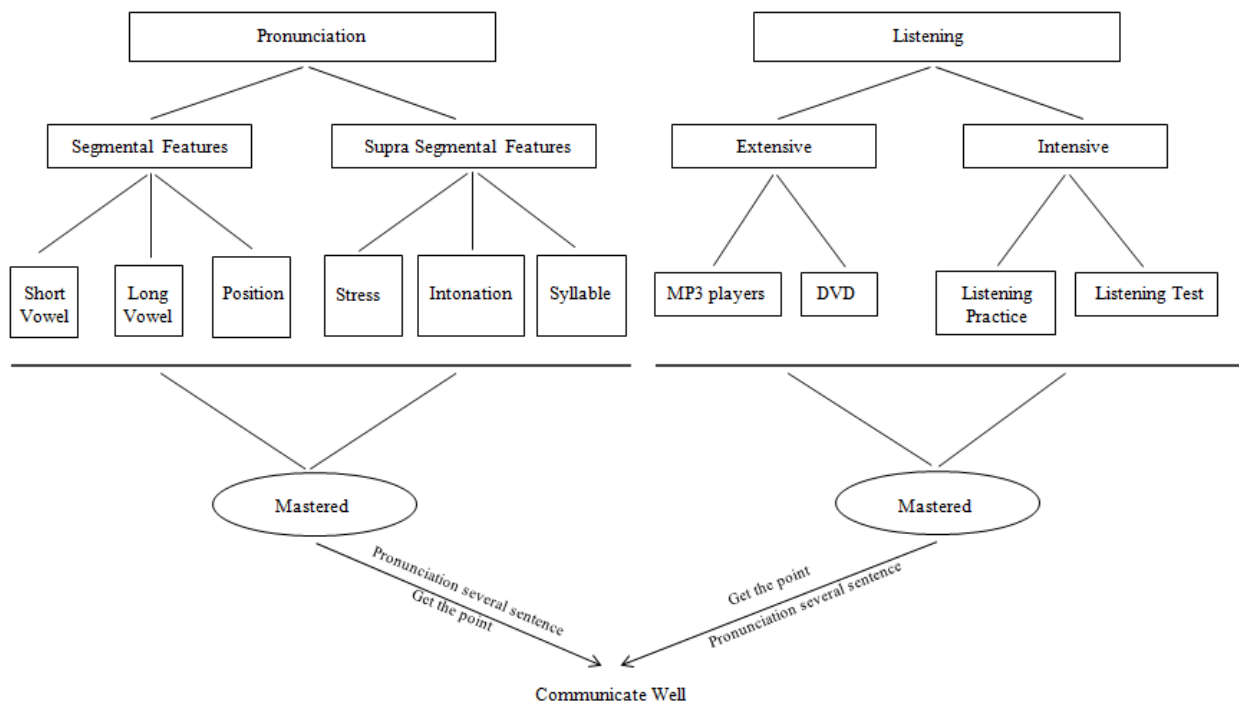 Pronunciation
Listening
Segmental Features
Supra Segmental Features
Extensive
Intensive
Short
Vowel
Long
Vowel
Position
Stress
Intonation
Syllable
MP3 players
DVD
Listening
Practice
Listening Test
Mastered
Mastered
Pronunciation several sentence
Get the point
Get the point
Pronunciation several sentence
Communicate Well